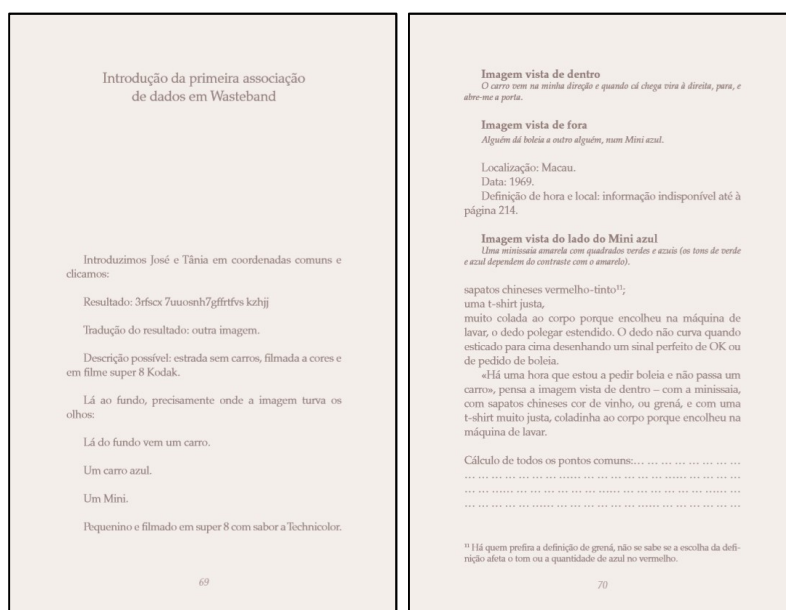 Introdução da primeira associação
de dados em Wasteband
Introduzimos José e Tânia em coordenadas comuns e
clicamos:
Resultado: 3rfscx 7uuosnh7gffrtfvs kzhjj
Tradução do resultado: outra imagem.
Descrição possível: estrada sem carros, filmada a cores e
em filme super 8 Kodak.
Lá ao fundo, precisamente onde a imagem turva os
olhos:
Lá do fundo vem um carro.
Um carro azul.
Um Mini.
Pequenino e filmado em super 8 com sabor a Technicolor.
69
Imagem vista de dentro
O carro vem na minha direção e quando cá chega vira à direita, para, e
abre-me a porta.
Imagem vista de fora
Alguém dá boleia a outro alguém, num Mini azul.
Localização: Macau.
Data: 1969.
Definição de hora e local: informação indisponível até à
página 214.
Imagem vista do lado do Mini azul
Uma minissaia amarela com quadrados verdes e azuis (os tons de verde
e azul dependem do contraste com o amarelo).
sapatos chineses vermelho-tinto¹¹;
uma t-shirt justa,
muito colada ao corpo porque encolheu na máquina de
lavar, o dedo polegar estendido. O dedo não curva quando
esticado para cima desenhando um sinal perfeito de OK ou
de pedido de boleia.
«Há uma hora que estou a pedir boleia e não passa um
carro», pensa a imagem vista de dentro – com a minissaia,
com sapatos chineses cor de vinho, ou grená, e com uma
t-shirt muito justa, coladinha ao corpo porque encolheu na
máquina de lavar.
Cálculo de todos os pontos comuns:… … … … … … … …
… … … … … … ……… … … … … … …… … … … …
… … ……… … … … … … ……… … … … … … …… …
… … … … ……… … … … … … …… … … … … … …
¹¹ Há quem prefira a definição de grená, não se sabe se a escolha da defi-
nição afeta o tom ou a quantidade de azul no vermelho.
70